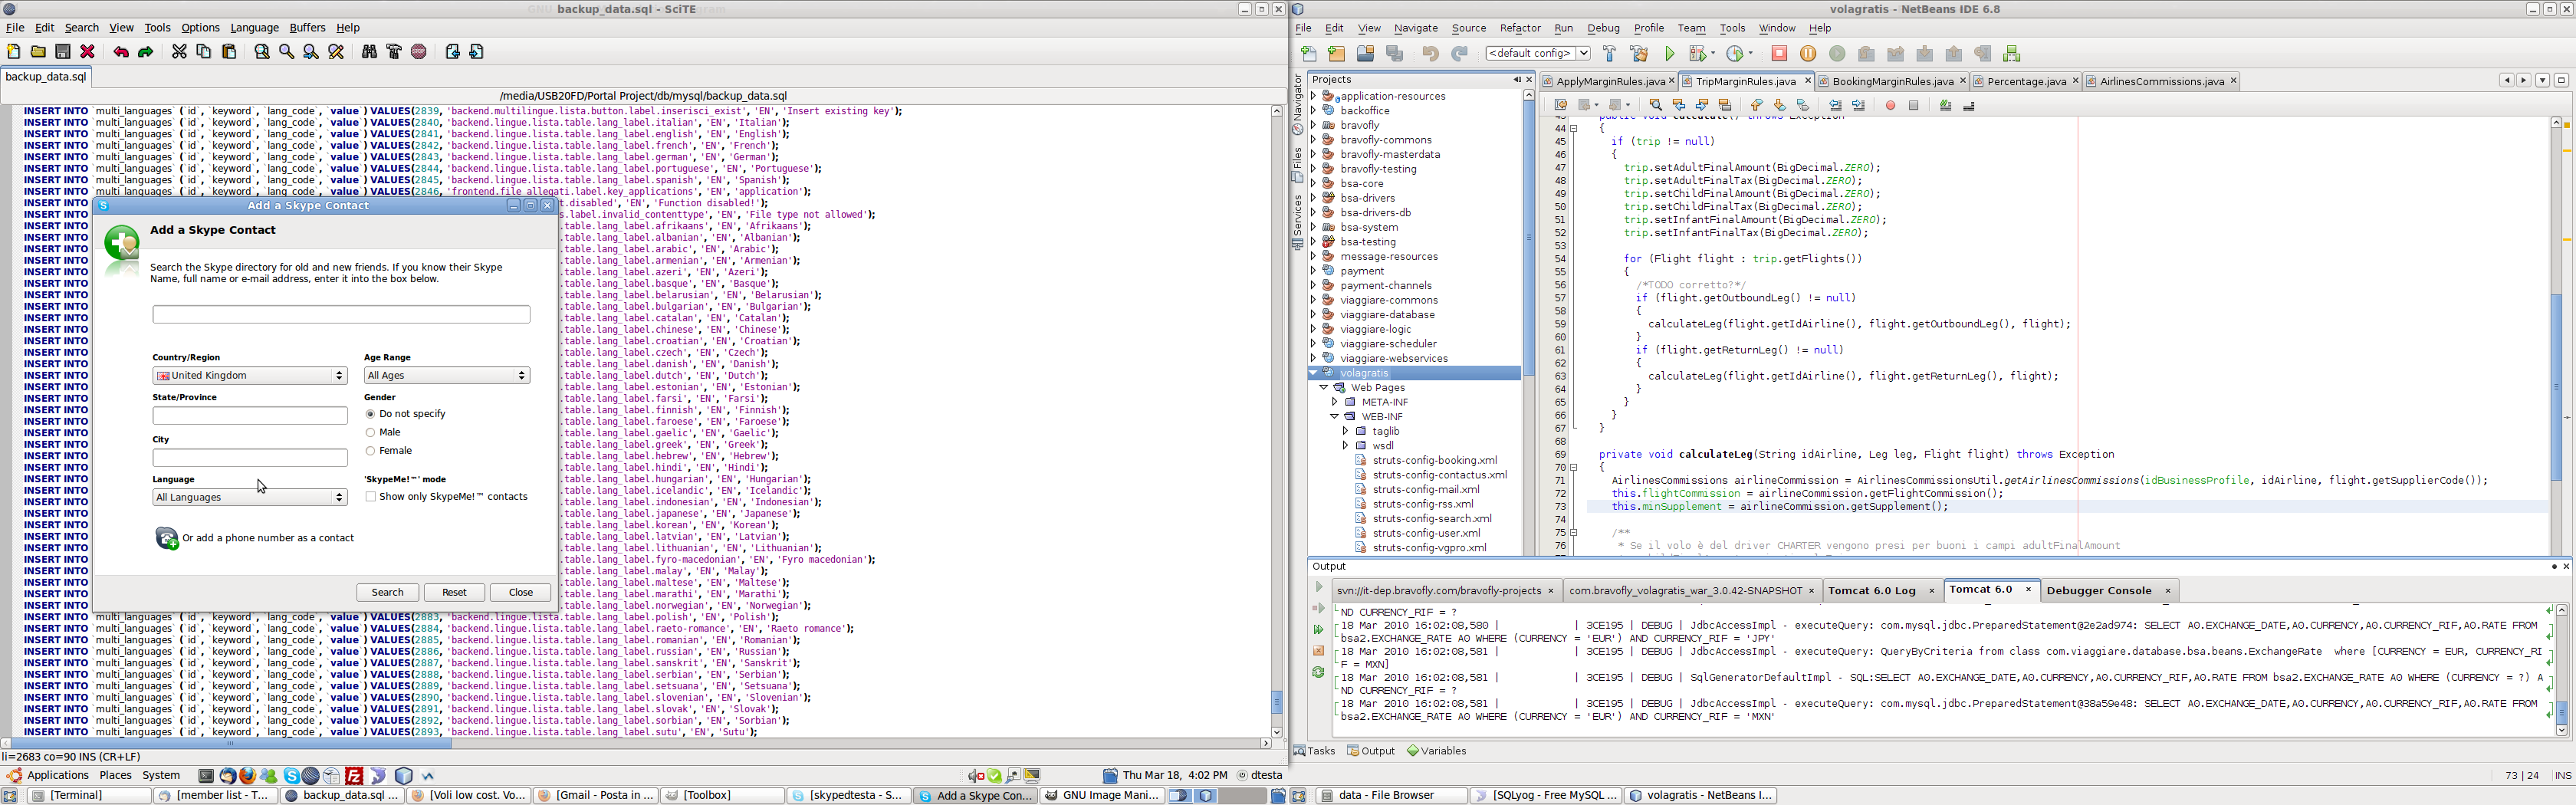 backup_data.sql - SciTE
File Edit Search View Tools Options Language Buffers Help
backup_data.sql
/media/USB20FD/Portal Project/db/mysql/backup_data.sql
INSERT INTO `multi_languages` (`id`, `keyword`, `lang_code`, `value`) VALUES(2839, 'backend.multilingue.lista.button.label.inserisci_exist', 'EN', 'Insert existing key');
INSERT INTO `multi_languages` (`id`, `keyword`, `lang_code`, `value`) VALUES(2840, 'backend.lingue.lista.table.lang_label.italian', 'EN', 'Italian');
INSERT INTO `multi_languages` (`id`, `keyword`, `lang_code`, `value`) VALUES(2841, 'backend.lingue.lista.table.lang_label.english', 'EN', 'English');
INSERT INTO `multi_languages` (`id`, `keyword`, `lang_code`, `value`) VALUES(2842, 'backend.lingue.lista.table.lang_label.french', 'EN', 'French');
INSERT INTO `multi_languages` (`id`, `keyword`, `lang_code`, `value`) VALUES(2843, 'backend.lingue.lista.table.lang_label.german', 'EN', 'German');
INSERT INTO `multi_languages` (`id`, `keyword`, `lang_code`, `value`) VALUES(2844, 'backend.lingue.lista.table.lang_label.portuguese', 'EN', 'Portuguese');
INSERT INTO `multi_languages` (`id`, `keyword`, `lang_code`, `value`) VALUES(2845, 'backend.lingue.lista.table.lang_label.spanish', 'EN', 'Spanish');
INSERT INTO `multi_languages` (`id`, `keyword`, `lang_code`, `value`) VALUES(2846, 'frontend.file_allegati.label.key_applications', 'EN', 'application');
INSERT INTO t.disabled', 'EN', 'Function disabled!');
INSERT INTO s.label.invalid_contenttype', 'EN', 'File type not allowed');
INSERT INTO .table.lang_label.afrikaans', 'EN', 'Afrikaans');
INSERT INTO .table.lang_label.albanian', 'EN', 'Albanian');
INSERT INTO .table.lang_label.arabic', 'EN', 'Arabic');
INSERT INTO .table.lang_label.armenian', 'EN', 'Armenian');
INSERT INTO .table.lang_label.azeri', 'EN', 'Azeri');
INSERT INTO .table.lang_label.basque', 'EN', 'Basque');
INSERT INTO .table.lang_label.belarusian', 'EN', 'Belarusian');
INSERT INTO .table.lang_label.bulgarian', 'EN', 'Bulgarian');
INSERT INTO .table.lang_label.catalan', 'EN', 'Catalan');
INSERT INTO .table.lang_label.chinese', 'EN', 'Chinese');
INSERT INTO .table.lang_label.croatian', 'EN', 'Croatian');
INSERT INTO .table.lang_label.czech', 'EN', 'Czech');
INSERT INTO .table.lang_label.danish', 'EN', 'Danish');
INSERT INTO .table.lang_label.dutch', 'EN', 'Dutch');
INSERT INTO .table.lang_label.estonian', 'EN', 'Estonian');
INSERT INTO .table.lang_label.farsi', 'EN', 'Farsi');
INSERT INTO .table.lang_label.finnish', 'EN', 'Finnish');
INSERT INTO .table.lang_label.faroese', 'EN', 'Faroese');
INSERT INTO .table.lang_label.gaelic', 'EN', 'Gaelic');
INSERT INTO .table.lang_label.greek', 'EN', 'Greek');
INSERT INTO .table.lang_label.hebrew', 'EN', 'Hebrew');
INSERT INTO .table.lang_label.hindi', 'EN', 'Hindi');
INSERT INTO .table.lang_label.hungarian', 'EN', 'Hungarian');
INSERT INTO .table.lang_label.icelandic', 'EN', 'Icelandic');
INSERT INTO .table.lang_label.indonesian', 'EN', 'Indonesian');
INSERT INTO .table.lang_label.japanese', 'EN', 'Japanese');
INSERT INTO .table.lang_label.korean', 'EN', 'Korean');
INSERT INTO .table.lang_label.latvian', 'EN', 'Latvian');
INSERT INTO .table.lang_label.lithuanian', 'EN', 'Lithuanian');
INSERT INTO .table.lang_label.fyro-macedonian', 'EN', 'Fyro macedonian');
INSERT INTO .table.lang_label.malay', 'EN', 'Malay');
INSERT INTO .table.lang_label.maltese', 'EN', 'Maltese');
INSERT INTO .table.lang_label.marathi', 'EN', 'Marathi');
INSERT INTO .table.lang_label.norwegian', 'EN', 'Norwegian');
INSERT INTO `multi_languages` (`id`, `keyword`, `lang_code`, `value`) VALUES(2883, 'backend.lingue.lista.table.lang_label.polish', 'EN', 'Polish');
INSERT INTO `multi_languages` (`id`, `keyword`, `lang_code`, `value`) VALUES(2884, 'backend.lingue.lista.table.lang_label.raeto-romance', 'EN', 'Raeto romance');
INSERT INTO `multi_languages` (`id`, `keyword`, `lang_code`, `value`) VALUES(2885, 'backend.lingue.lista.table.lang_label.romanian', 'EN', 'Romanian');
INSERT INTO `multi_languages` (`id`, `keyword`, `lang_code`, `value`) VALUES(2886, 'backend.lingue.lista.table.lang_label.russian', 'EN', 'Russian');
INSERT INTO `multi_languages` (`id`, `keyword`, `lang_code`, `value`) VALUES(2887, 'backend.lingue.lista.table.lang_label.sanskrit', 'EN', 'Sanskrit');
INSERT INTO `multi_languages` (`id`, `keyword`, `lang_code`, `value`) VALUES(2888, 'backend.lingue.lista.table.lang_label.serbian', 'EN', 'Serbian');
INSERT INTO `multi_languages` (`id`, `keyword`, `lang_code`, `value`) VALUES(2889, 'backend.lingue.lista.table.lang_label.setsuana', 'EN', 'Setsuana');
INSERT INTO `multi_languages` (`id`, `keyword`, `lang_code`, `value`) VALUES(2890, 'backend.lingue.lista.table.lang_label.slovenian', 'EN', 'Slovenian');
INSERT INTO `multi_languages` (`id`, `keyword`, `lang_code`, `value`) VALUES(2891, 'backend.lingue.lista.table.lang_label.slovak', 'EN', 'Slovak');
INSERT INTO `multi_languages` (`id`, `keyword`, `lang_code`, `value`) VALUES(2892, 'backend.lingue.lista.table.lang_label.sorbian', 'EN', 'Sorbian');
INSERT INTO `multi_languages` (`id`, `keyword`, `lang_code`, `value`) VALUES(2893, 'backend.lingue.lista.table.lang_label.sutu', 'EN', 'Sutu');
li=2683 co=90 INS (CR+LF)
Add a Skype Contact
Add a Skype Contact
Search the Skype directory for old and new friends. If you know their Skype
Name, full name or e-mail address, enter it into the box below.
Country/Region Age Range
United Kingdom All Ages
State/Province Gender
Do not specify
Male
City
Female
Language 'SkypeMe!™' mode
All Languages Show only SkypeMe!™ contacts
Or add a phone number as a contact
Search Reset Close
volagratis - NetBeans IDE 6.8
File Edit View Navigate Source Refactor Run Debug Profile Team Tools Window Help
<default config>
Navigator
Files
Services
Projects
application-resources
backoffice
bravofly
bravofly-commons
bravofly-masterdata
bravofly-testing
bsa-core
bsa-drivers
bsa-drivers-db
bsa-system
bsa-testing
message-resources
payment
payment-channels
viaggiare-commons
viaggiare-database
viaggiare-logic
viaggiare-scheduler
viaggiare-webservices
volagratis
Web Pages
META-INF
WEB-INF
taglib
wsdl
struts-config-booking.xml
struts-config-contactus.xml
struts-config-mail.xml
struts-config-rss.xml
struts-config-search.xml
struts-config-user.xml
struts-config-vgpro.xml
ApplyMarginRules.java TripMarginRules.java BookingMarginRules.java Percentage.java AirlinesCommissions.java
43 public void calculate() throws Exception
44 {
45 if (trip != null)
46 {
47 trip.setAdultFinalAmount(BigDecimal.ZERO);
48 trip.setAdultFinalTax(BigDecimal.ZERO);
49 trip.setChildFinalAmount(BigDecimal.ZERO);
50 trip.setChildFinalTax(BigDecimal.ZERO);
51 trip.setInfantFinalAmount(BigDecimal.ZERO);
52 trip.setInfantFinalTax(BigDecimal.ZERO);
53
54 for (Flight flight : trip.getFlights())
55 {
56 /*TODO corretto?*/
57 if (flight.getOutboundLeg() != null)
58 {
59 calculateLeg(flight.getIdAirline(), flight.getOutboundLeg(), flight);
60 }
61 if (flight.getReturnLeg() != null)
62 {
63 calculateLeg(flight.getIdAirline(), flight.getReturnLeg(), flight);
64 }
65 }
66 }
67 }
68
69 private void calculateLeg(String idAirline, Leg leg, Flight flight) throws Exception
70 {
71 AirlinesCommissions airlineCommission = AirlinesCommissionsUtil.getAirlinesCommissions(idBusinessProfile, idAirline, flight.getSupplierCode());
72 this.flightCommission = airlineCommission.getFlightCommission();
73 this.minSupplement = airlineCommission.getSupplement();
74
75 /**
76 * Se il volo è del driver CHARTER vengono presi per buoni i campi adultFinalAmount
Output
svn://it-dep.bravofly.com/bravofly-projects com.bravofly_volagratis_war_3.0.42-SNAPSHOT Tomcat 6.0 Log Tomcat 6.0 Debugger Console
ND CURRENCY_RIF = ?
18 Mar 2010 16:02:08,580 | | 3CE195 | DEBUG | JdbcAccessImpl - executeQuery: com.mysql.jdbc.PreparedStatement@2e2ad974: SELECT A0.EXCHANGE_DATE,A0.CURRENCY,A0.CURRENCY_RIF,A0.RATE FROM
bsa2.EXCHANGE_RATE A0 WHERE (CURRENCY = 'EUR') AND CURRENCY_RIF = 'JPY'
18 Mar 2010 16:02:08,581 | | 3CE195 | DEBUG | JdbcAccessImpl - executeQuery: QueryByCriteria from class com.viaggiare.database.bsa.beans.ExchangeRate where [CURRENCY = EUR, CURRENCY_RI
F = MXN]
18 Mar 2010 16:02:08,581 | | 3CE195 | DEBUG | SqlGeneratorDefaultImpl - SQL:SELECT A0.EXCHANGE_DATE,A0.CURRENCY,A0.CURRENCY_RIF,A0.RATE FROM bsa2.EXCHANGE_RATE A0 WHERE (CURRENCY = ?) A
ND CURRENCY_RIF = ?
18 Mar 2010 16:02:08,581 | | 3CE195 | DEBUG | JdbcAccessImpl - executeQuery: com.mysql.jdbc.PreparedStatement@38a59e48: SELECT A0.EXCHANGE_DATE,A0.CURRENCY,A0.CURRENCY_RIF,A0.RATE FROM
bsa2.EXCHANGE_RATE A0 WHERE (CURRENCY = 'EUR') AND CURRENCY_RIF = 'MXN'
Tasks Output Variables
73 | 24 INS
Applications Places System Thu Mar 18, 4:02 PM dtesta
[Terminal] [member list - T... backup_data.sql ... [Voli low cost. Vo... [Gmail - Posta in ... [Toolbox] [skypedtesta - S... Add a Skype Con... GNU Image Mani... data - File Browser [SQLyog - Free MySQL ... volagratis - NetBeans I...